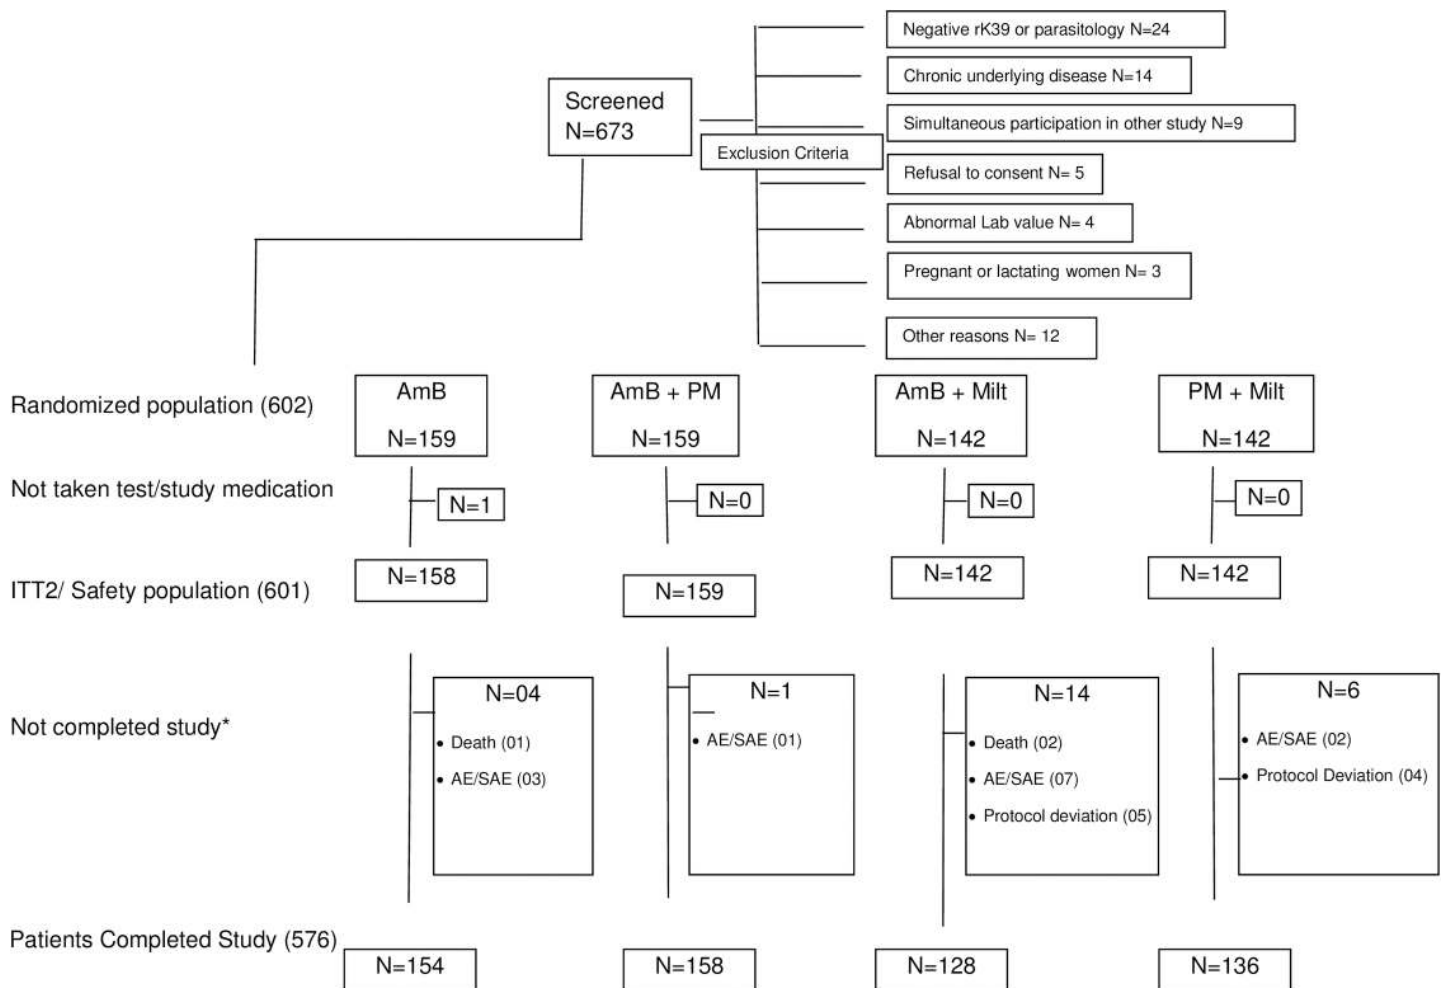 Negative rK39 or parasitology N=24
Chronic underlying disease N=14
Screened
N=673
Simultaneous participation in other study N=9
Exclusion Criteria
Refusal to consent N= 5
Abnormal Lab value N= 4
Pregnant or lactating women N= 3
Other reasons N= 12
Randomized population (602)
AmB
N=159
AmB + PM
N=159
AmB + Milt
N=142
PM + Milt
N=142
Not taken test/study medication
N=1
N=0
N=0
N=0
ITT2/ Safety population (601)
N=158
N=159
N=142
N=142
Not completed study*
N=04
• Death (01)
• AE/SAE (03)
N=1
• AE/SAE (01)
N=14
• Death (02)
• AE/SAE (07)
• Protocol deviation (05)
N=6
• AE/SAE (02)
• Protocol Deviation (04)
Patients Completed Study (576)
N=154
N=158
N=128
N=136